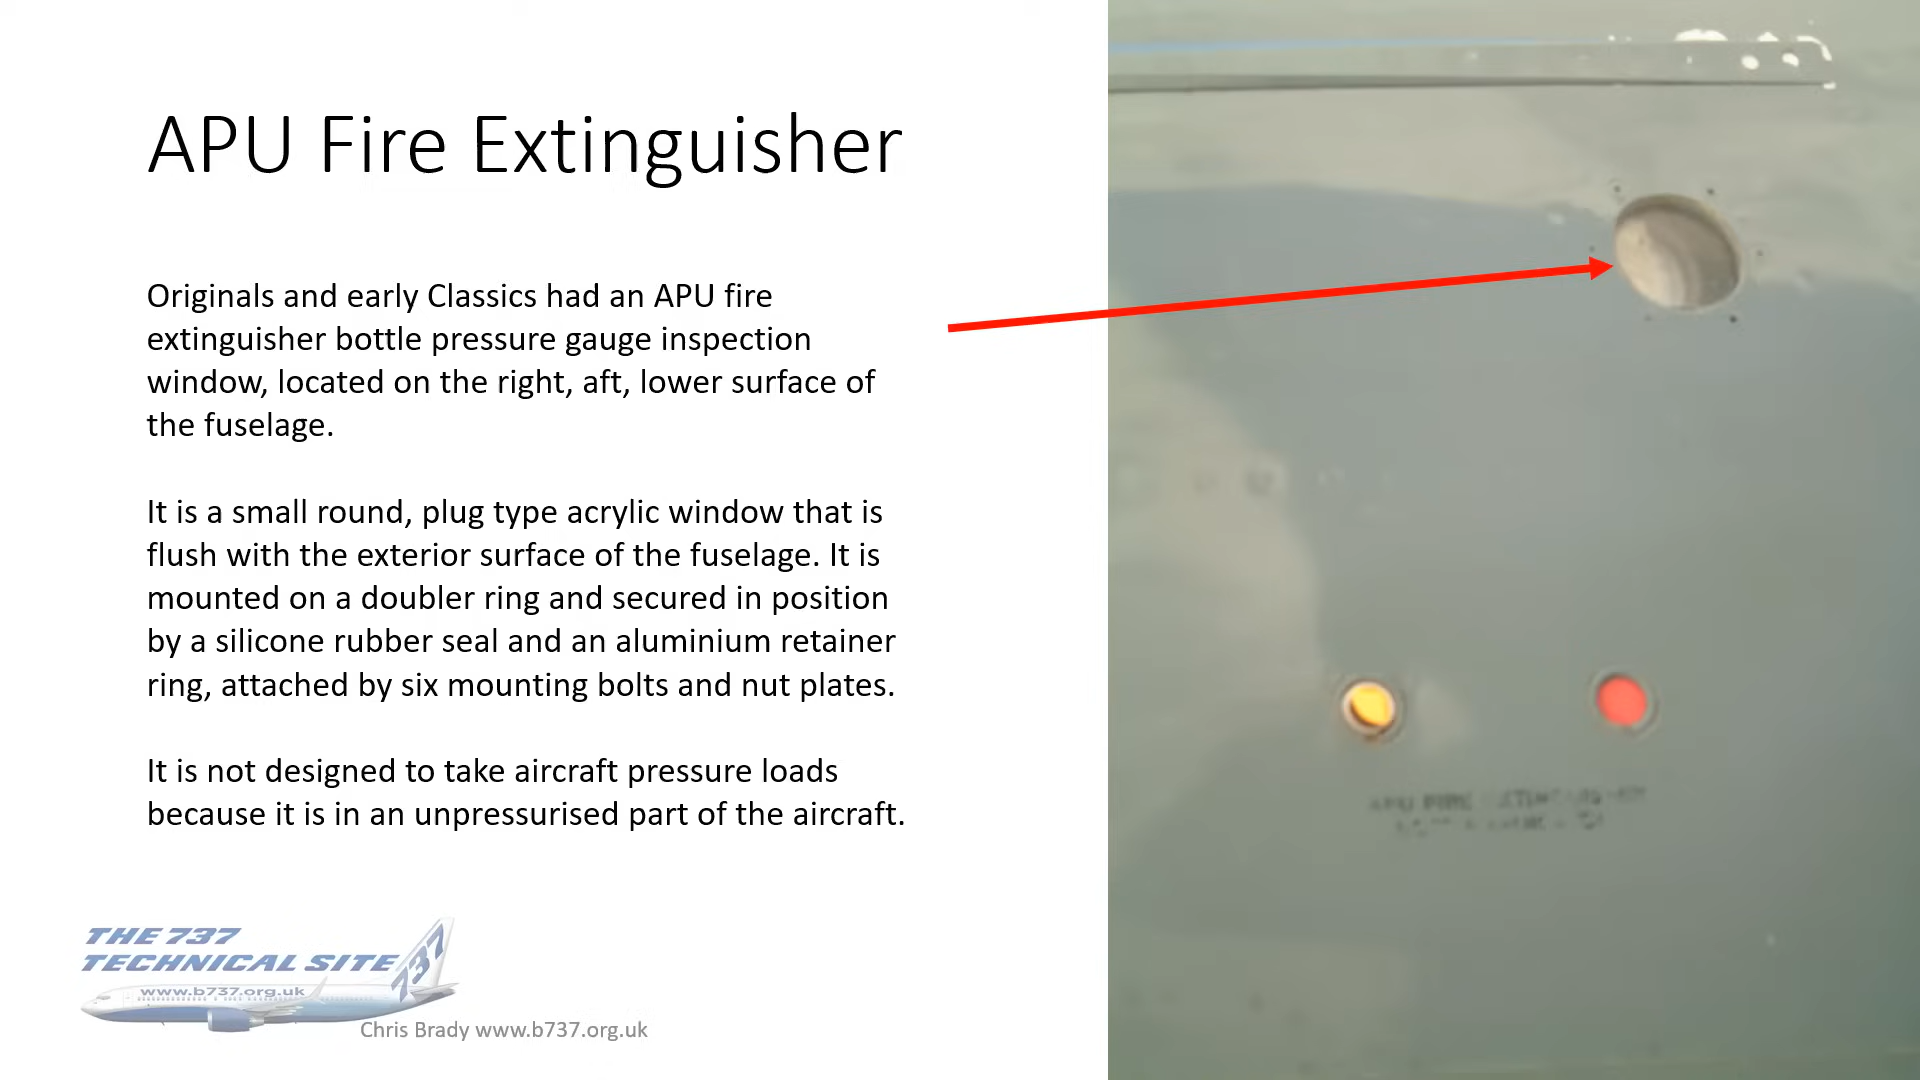 APU Fire Extinguisher
Originals and early Classics had an APU fire
extinguisher bottle pressure gauge inspection
window, located on the right, aft, lower surface of
the fuselage.
It is a small round, plug type acrylic window that is
flush with the exterior surface of the fuselage. It is
mounted on a doubler ring and secured in position
by a silicone rubber seal and an aluminium retainer
ring, attached by six mounting bolts and nut plates.
It is not designed to take aircraft pressure loads
because it is in an unpressurised part of the aircraft.
APU FIRE
THE 737
TECHNICAL SITE
737
www.b737.org.uk
Chris Brady www.b737.org.uk